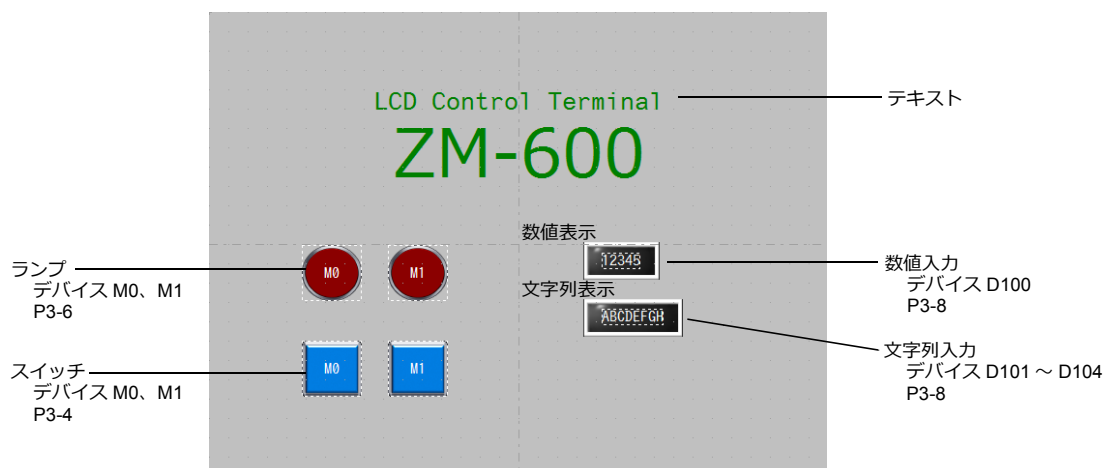 LCD Control Terminal
テキスト
ZM-600
数値表示
12345
数値入力
デバイス D100
P3-8
ランプ
デバイス M0、M1
P3-6
M0 M1
文字列表示
ABCDEFGH
文字列入力
デバイス D101 ~ D104
P3-8
スイッチ
デバイス M0、M1
P3-4
M0 M1